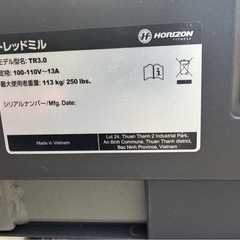 トレッドミル
HORIZON
FITNESS
モデル型名: TR3.0
定格: 100-110V～13A
最大使用者重量: 113 kg/ 250 lbs.
シリアルナンバー/ Mfg. Date:
Made in Vietnam
Lot 24, Thuan Thanh 2 Industrial Park,
An Binh Commune, Thuan Thanh district,
Bac Ninh Province, Vietnam